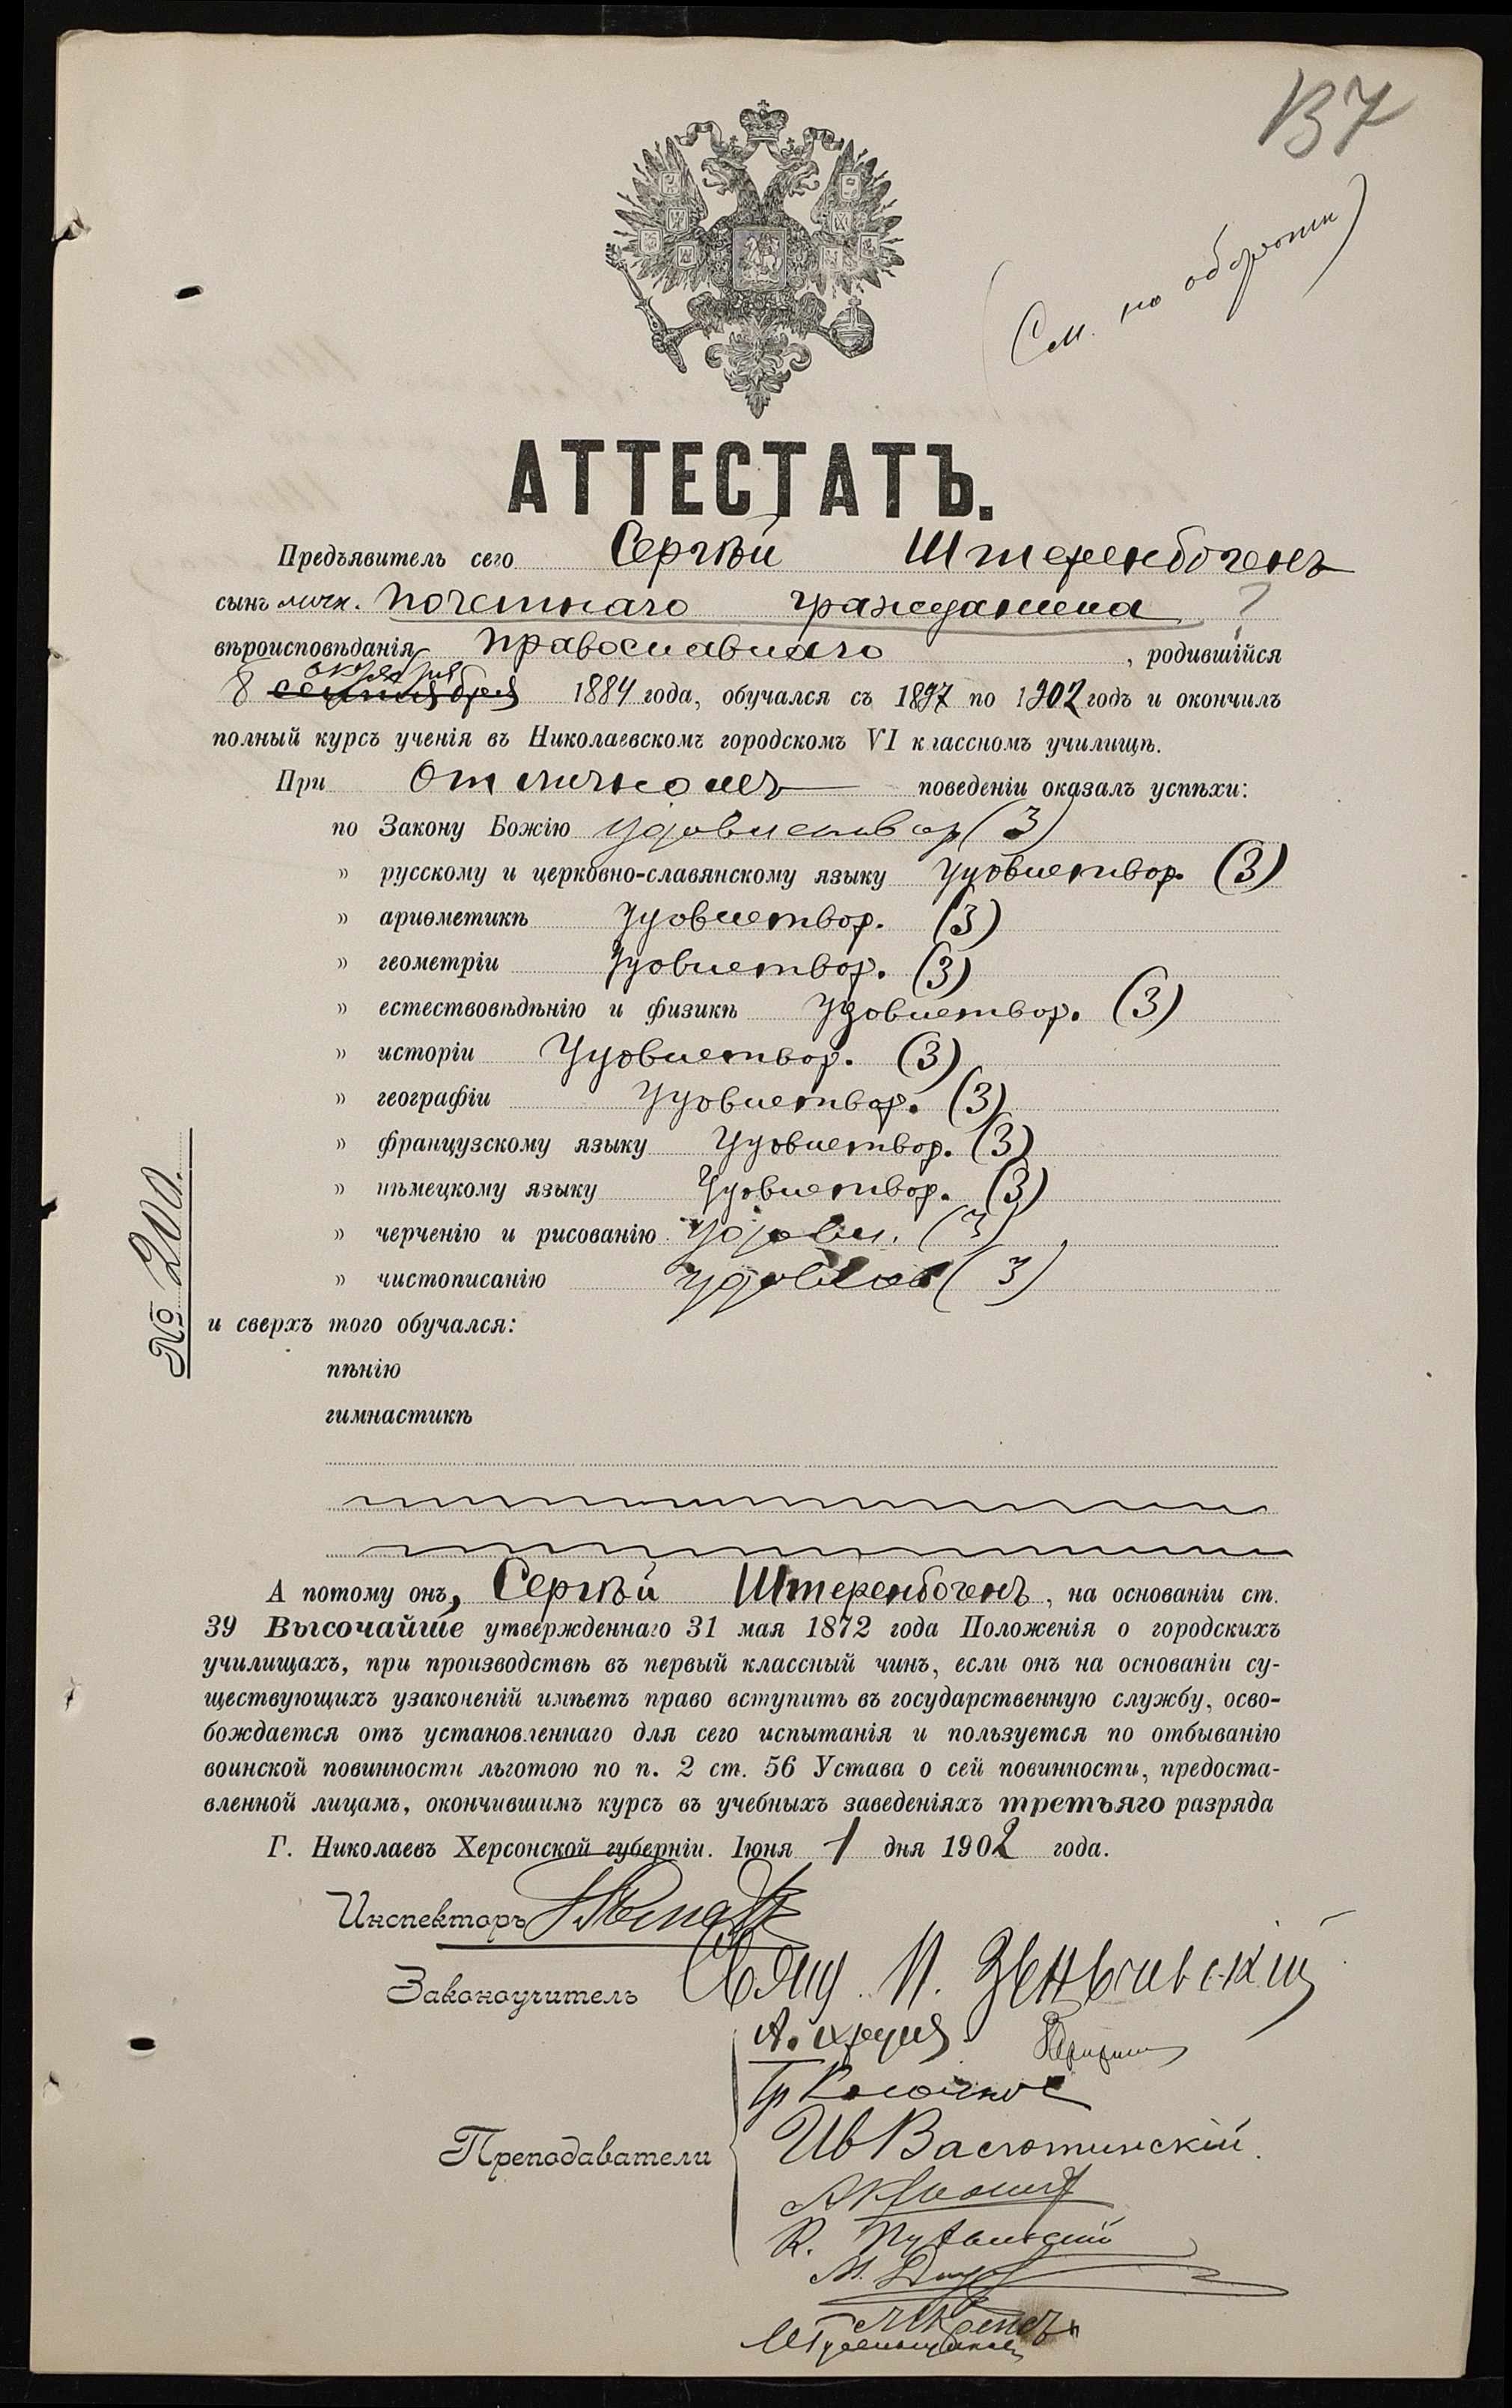 137
(См. на обороти)
АТТЕСТАТЪ.
Предъявитель сего Сергѣй Штеренбогенъ
сынъ личн. почетнаго гражданина ?
вѣроисповѣданія православнаго, родившійся
октября
8 сентября 1884 года, обучался съ 1897 по 1902 годъ и окончилъ
полный курсъ ученія въ Николаевскомъ городскомъ VI классномъ училищѣ.
При отличномъ поведеніи оказалъ успѣхи:
по Закону Божію удовлетвор (3)
» русскому и церковно-славянскому языку удовлетвор. (3)
» ариѳметикѣ удовлетвор. (3)
» геометріи удовлетвор. (3)
» естествовѣдѣнію и физикѣ удовлетвор. (3)
» исторіи удовлетвор. (3)
» географіи удовлетвор. (3)
» французскому языку удовлетвор. (3)
» нѣмецкому языку удовлетвор. (3)
» черченію и рисованію удовл. (3)
» чистописанію (3)
№ 200.
и сверхъ того обучался:
пѣнію
гимнастикѣ
А потому онъ, Сергѣй Штеренбогенъ, на основаніи ст.
39 Высочайше утвержденнаго 31 мая 1872 года Положенія о городскихъ
училищахъ, при производствѣ въ первый классный чинъ, если онъ на основаніи су-
ществующихъ узаконеній имѣетъ право вступить въ государственную службу, осво-
бождается отъ установленнаго для сего испытанія и пользуется по отбыванію
воинской повинности льготою по п. 2 ст. 56 Устава о сей повинности, предоста-
вленной лицамъ, окончившимъ курсъ въ учебныхъ заведеніяхъ третьяго разряда
Г. Николаевъ Херсонской губерніи. Іюня 1 дня 1902 года.
Инспекторъ
Законоучитель Свящ. П.
Преподаватели
Ив Васютинскій.